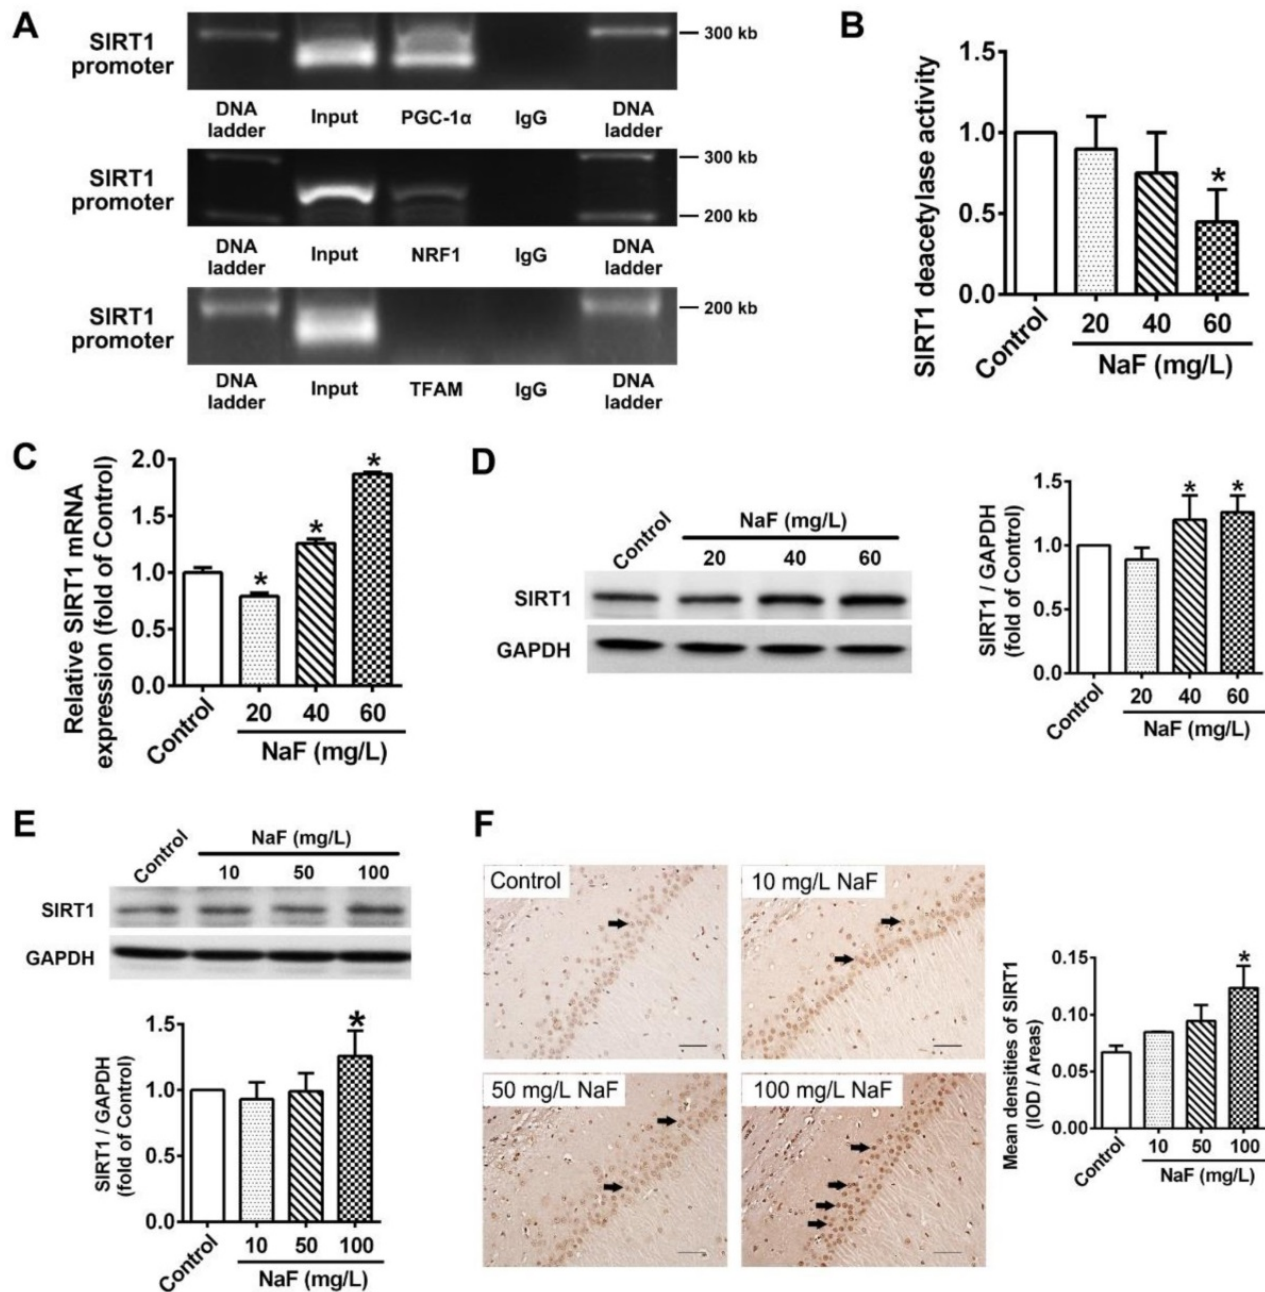 A
SIRT1
promoter
300 kb
DNA
ladder
Input
PGC-1α
IgG
DNA
ladder
SIRT1
promoter
300 kb
200 kb
DNA
ladder
Input
NRF1
IgG
DNA
ladder
SIRT1
promoter
200 kb
DNA
ladder
Input
TFAM
IgG
DNA
ladder
B
SIRT1 deacetylase activity
1.5
1.0
0.5
0.0
*
Control
20 40 60
NaF (mg/L)
C
Relative SIRT1 mRNA
expression (fold of Control)
2.0
1.5
1.0
0.5
0.0
* * *
Control
20 40 60
NaF (mg/L)
D
Control
NaF (mg/L)
20 40 60
SIRT1
GAPDH
SIRT1 / GAPDH
(fold of Control)
1.5
1.0
0.5
0.0
* *
Control
20 40 60
NaF (mg/L)
E
Control
NaF (mg/L)
10 50 100
SIRT1
GAPDH
SIRT1 / GAPDH
(fold of Control)
1.5
1.0
0.5
0.0
*
Control
10 50 100
NaF (mg/L)
F
Control
10 mg/L NaF
50 mg/L NaF
100 mg/L NaF
Mean densities of SIRT1
(IOD / Areas)
0.15
0.10
0.05
0.00
*
Control
10 50 100
NaF (mg/L)